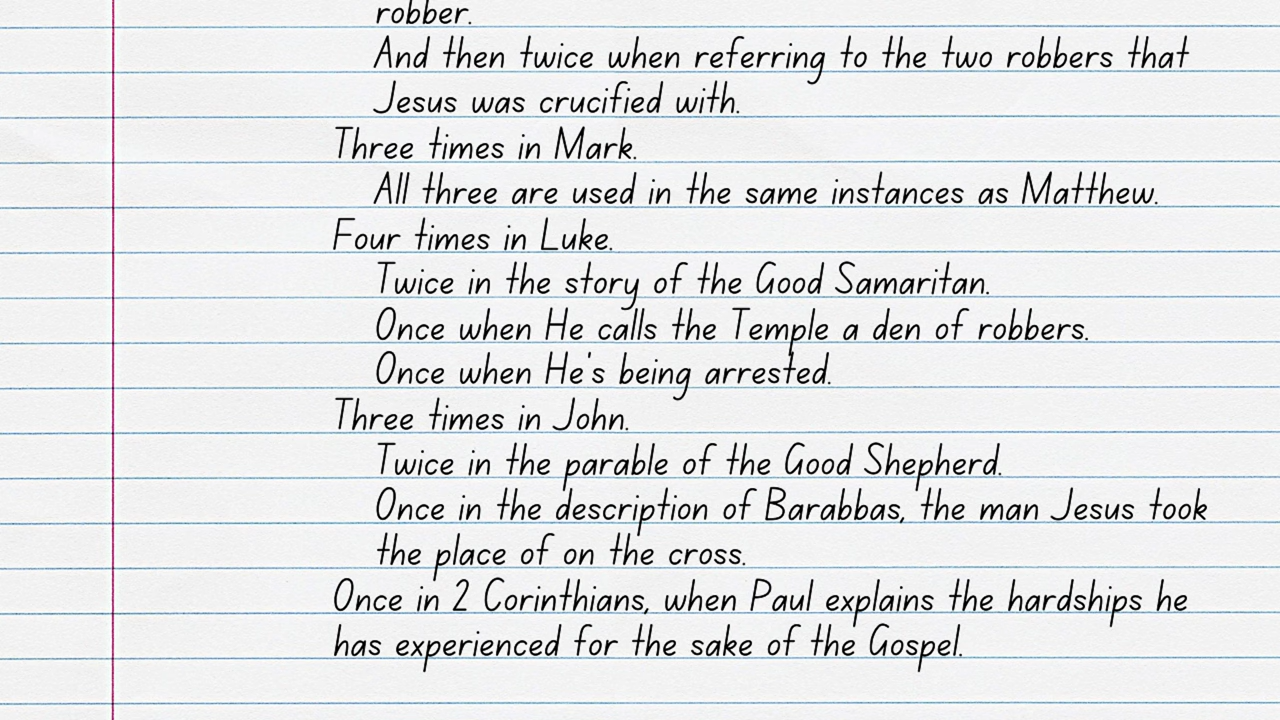 robber.
And then twice when referring to the two robbers that
Jesus was crucified with.
Three times in Mark.
All three are used in the same instances as Matthew.
Four times in Luke.
Twice in the story of the Good Samaritan.
Once when He calls the Temple a den of robbers.
Once when He's being arrested.
Three times in John.
Twice in the parable of the Good Shepherd.
Once in the description of Barabbas, the man Jesus took
the place of on the cross.
Once in 2 Corinthians, when Paul explains the hardships he
has experienced for the sake of the Gospel.